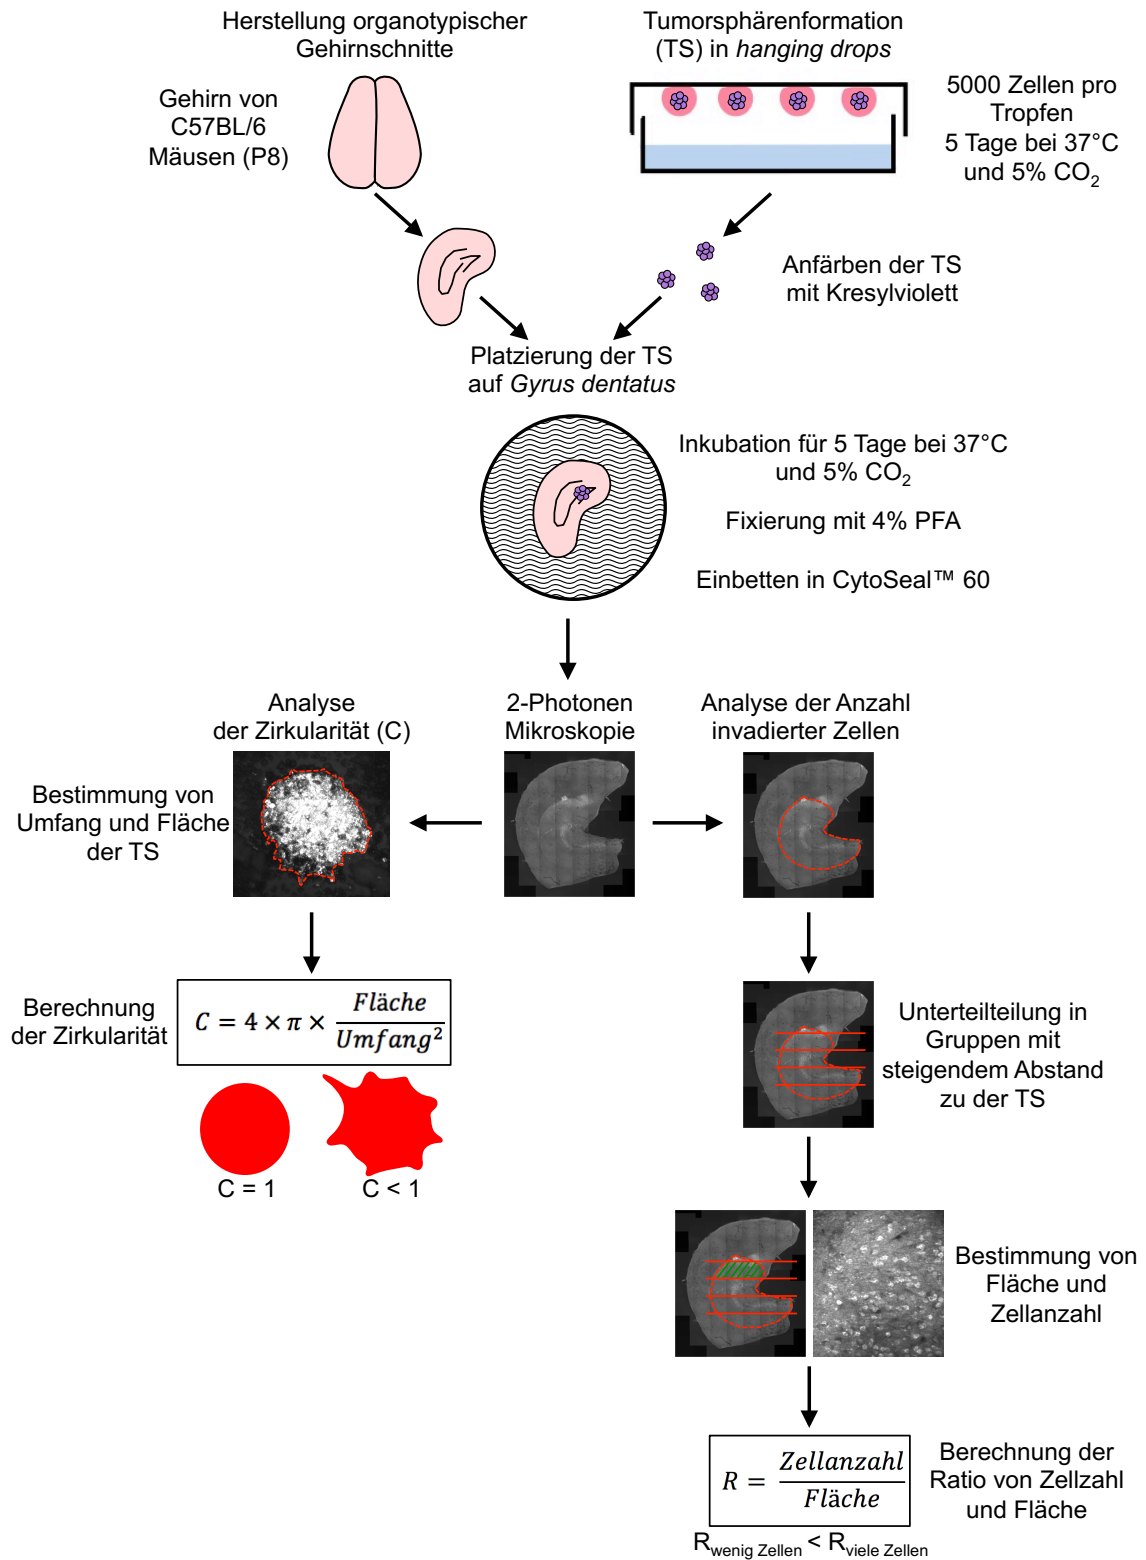 Herstellung organotypischer
Gehirnschnitte
Tumorsphärenformation
(TS) in hanging drops
Gehirn von
C57BL/6
Mäusen (P8)
5000 Zellen pro
Tropfen
5 Tage bei 37°C
und 5% CO₂
Anfärben der TS
mit Kresylviolett
Platzierung der TS
auf Gyrus dentatus
Inkubation für 5 Tage bei 37°C
und 5% CO₂
Fixierung mit 4% PFA
Einbetten in CytoSeal™ 60
Analyse
der Zirkularität (C)
2-Photonen
Mikroskopie
Analyse der Anzahl
invadierter Zellen
Bestimmung von
Umfang und Fläche
der TS
Berechnung
der Zirkularität
C = 4 × π × Fläche / Umfang²
C = 1
C < 1
Unterteilteilung in
Gruppen mit
steigendem Abstand
zu der TS
Bestimmung von
Fläche und
Zellanzahl
R = Zellanzahl / Fläche
Berechnung der
Ratio von Zellzahl
und Fläche
R wenig Zellen < R viele Zellen